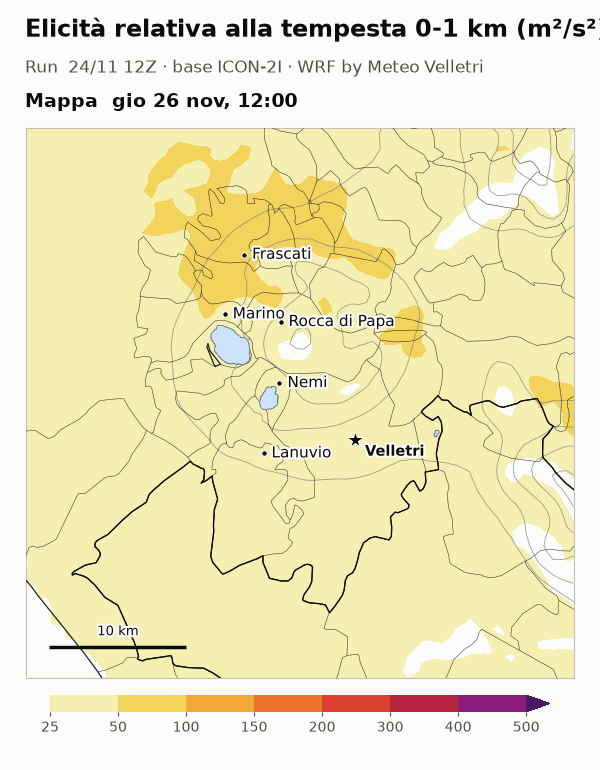 Elicità relativa alla tempesta 0-1 km (m²/s²)
Run 24/11 12Z · base ICON-2I · WRF by Meteo Velletri
Mappa gio 26 nov, 12:00
Frascati
Marino
Rocca di Papa
Nemi
Velletri
Lanuvio
10 km
25 50 100 150 200 300 400 500